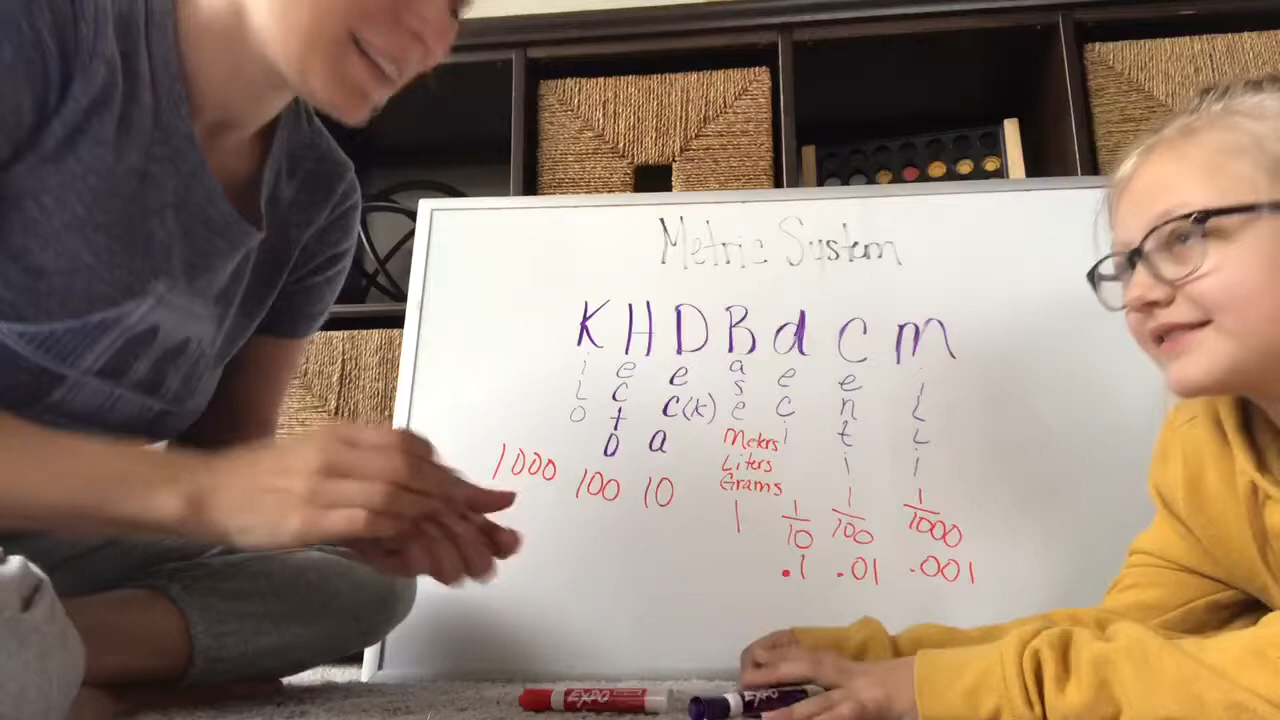 Metric System
K H D B d c m
i e e a e e i
L c c(k) s c n L
o t a e i t L
o Meters i i
Liters
Grams
1000 100 10 1 1/10 1/100 1/1000
.1 .01 .001
EXPO EXPO